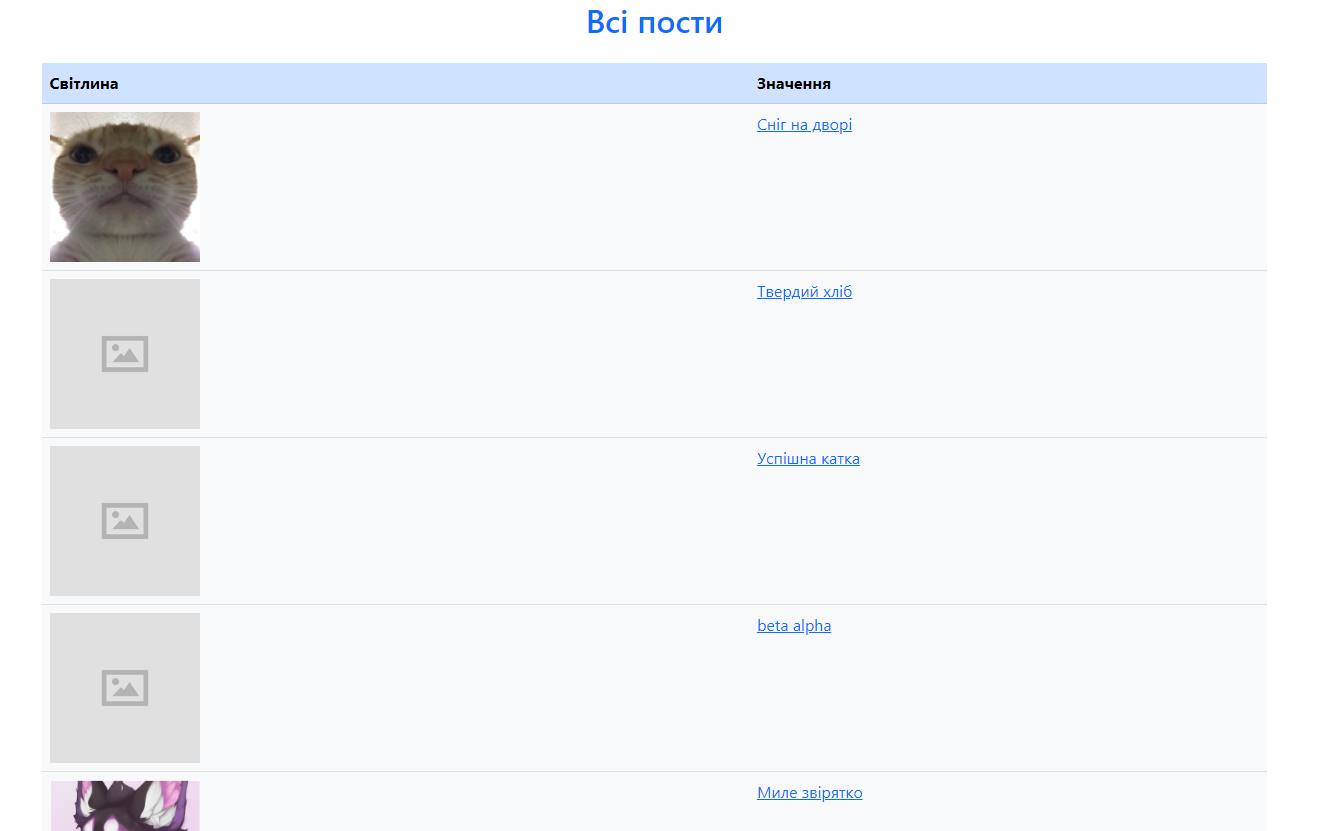 Всі пости
Світлина Значення
Сніг на дворі
Твердий хліб
Успішна катка
beta alpha
Миле звірятко